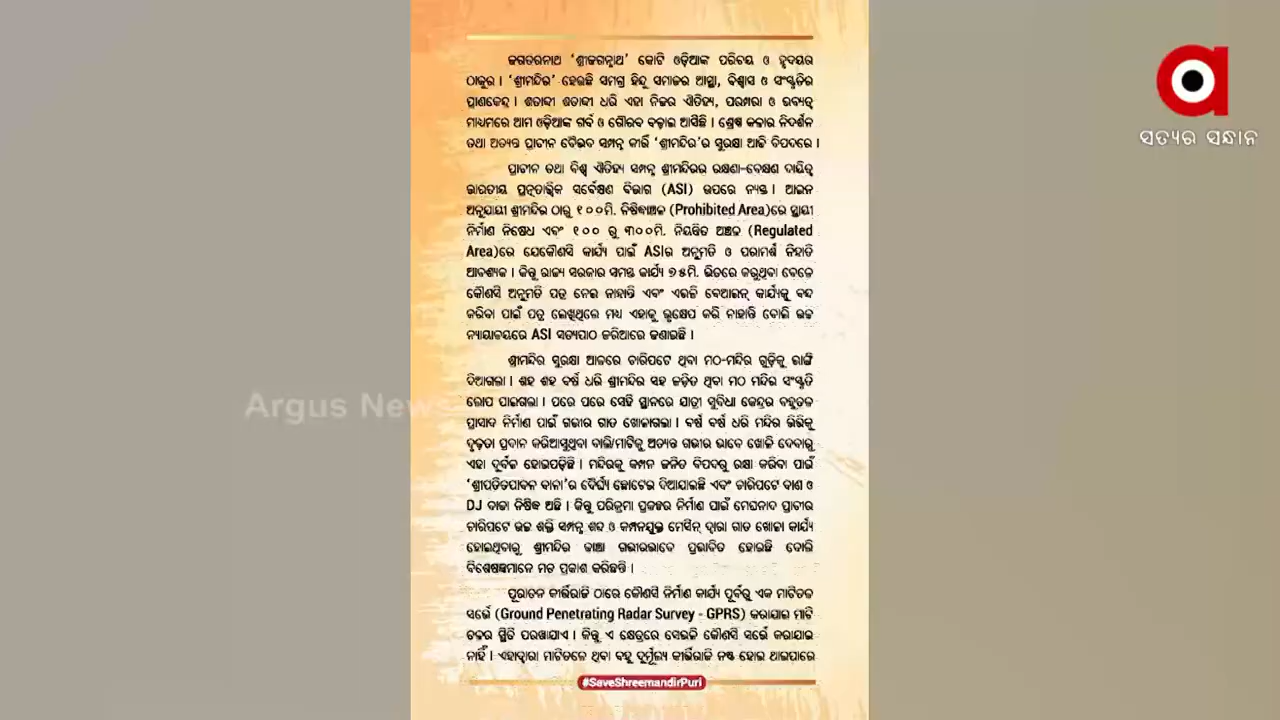 ଜଗତରନାଥ ‘ଶ୍ରୀଜଗନ୍ନାଥ’ କୋଟି ଓଡ଼ିଆଙ୍କ ପରିଚୟ ଓ ହୃଦୟର
ଠାକୁର । ‘ଶ୍ରୀମନ୍ଦିର’ ହେଉଛି ସମଗ୍ର ହିନ୍ଦୁ ସମାଜର ଆସ୍ଥା, ବିଶ୍ୱାସ ଓ ସଂସ୍କୃତିର
ପ୍ରାଣକେନ୍ଦ୍ର । ଶତାବ୍ଦୀ ଶତାବ୍ଦୀ ଧରି ଏହା ନିଜର ଐତିହ୍ୟ, ପରମ୍ପରା ଓ ଭବ୍ୟତ୍ୱ
ମାଧ୍ୟମରେ ଆମ ଓଡ଼ିଆଙ୍କ ଗର୍ବ ଓ ଗୌରବ ବଢ଼ାଇ ଆସିଛି । ଶ୍ରେଷ୍ଠ କଳାର ନିଦର୍ଶନ
ତଥା ଅତ୍ୟନ୍ତ ପ୍ରାଚୀନ ବୈଭବ ସମ୍ପନ୍ନ କୀର୍ତ୍ତି ‘ଶ୍ରୀମନ୍ଦିର’ର ସୁରକ୍ଷା ଆଜି ବିପଦରେ ।
ପ୍ରାଚୀନ ତଥା ବିଶ୍ୱ ଐତିହ୍ୟ ସମ୍ପନ୍ନ ଶ୍ରୀମନ୍ଦିରର ରକ୍ଷଣା-ବେକ୍ଷଣ ଦାୟିତ୍ୱ
ଭାରତୀୟ ପ୍ରତ୍ନତାତ୍ତ୍ୱିକ ସର୍ବେକ୍ଷଣ ବିଭାଗ (ASI) ଉପରେ ନ୍ୟସ୍ତ । ଆଇନ
ଅନୁଯାୟୀ ଶ୍ରୀମନ୍ଦିର ଠାରୁ ୧୦୦ମି. ନିଷିଦ୍ଧାଞ୍ଚଳ (Prohibited Area)ରେ ସ୍ଥାୟୀ
ନିର୍ମାଣ ନିଷେଧ ଏବଂ ୧୦୦ ରୁ ୩୦୦ମି. ନିୟନ୍ତ୍ରିତ ଅଞ୍ଚଳ (Regulated
Area)ରେ ଯେକୌଣସି କାର୍ଯ୍ୟ ପାଇଁ ASIର ଅନୁମତି ଓ ପରାମର୍ଶ ନିହାତି
ଆବଶ୍ୟକ । କିନ୍ତୁ ରାଜ୍ୟ ସରକାର ସମସ୍ତ କାର୍ଯ୍ୟ ୭୫ମି. ଭିତରେ କରୁଥିବା ବେଳେ
କୌଣସି ଅନୁମତି ପତ୍ର ନେଇ ନାହାନ୍ତି ଏବଂ ଏଭଳି ବେଆଇନ୍ କାର୍ଯ୍ୟକୁ ବନ୍ଦ
କରିବା ପାଇଁ ପତ୍ର ଲେଖିଥିଲେ ମଧ୍ୟ ଏହାକୁ ଭ୍ରୂକ୍ଷେପ କରି ନାହାନ୍ତି ବୋଲି ଉଚ୍ଚ
ନ୍ୟାୟାଳୟରେ ASI ସତ୍ୟପାଠ ଜରିଆରେ ଜଣାଇଛି ।
ଶ୍ରୀମନ୍ଦିର ସୁରକ୍ଷା ଆଳରେ ଚାରିପଟେ ଥିବା ମଠ-ମନ୍ଦିର ଗୁଡ଼ିକୁ ଭାଙ୍ଗି
ଦିଆଗଲା । ଶହ ଶହ ବର୍ଷ ଧରି ଶ୍ରୀମନ୍ଦିର ସହ ଜଡ଼ିତ ଥିବା ମଠ ମନ୍ଦିର ସଂସ୍କୃତି
ଲୋପ ପାଇଗଲା । ପରେ ପରେ ସେହି ସ୍ଥାନରେ ଯାତ୍ରୀ ସୁବିଧା କେନ୍ଦ୍ରର ବହୁତଳ
ପ୍ରାସାଦ ନିର୍ମାଣ ପାଇଁ ଗଭୀର ଗାତ ଖୋଳାଗଲା । ବର୍ଷ ବର୍ଷ ଧରି ମନ୍ଦିର ଭିତ୍ତିକୁ
ଦୃଢ଼ତା ପ୍ରଦାନ କରିଆସୁଥିବା ବାଲି/ମାଟିକୁ ଅତ୍ୟନ୍ତ ଗଭୀର ଭାବେ ଖୋଳି ଦେବାରୁ
ଏହା ଦୁର୍ବଳ ହୋଇପଡ଼ିଛି । ମନ୍ଦିରକୁ କମ୍ପନ ଜନିତ ବିପଦରୁ ରକ୍ଷା କରିବା ପାଇଁ
‘ଶ୍ରୀପତିତପାବନ ବାନା’ର ଦୈର୍ଘ୍ୟ ଛୋଟେଇ ଦିଆଯାଇଛି ଏବଂ ଚାରିପଟେ ବାଣ ଓ
DJ ବାଜା ନିଷିଦ୍ଧ ଅଛି । କିନ୍ତୁ ପରିକ୍ରମା ପ୍ରକଳ୍ପର ନିର୍ମାଣ ପାଇଁ ମେଘନାଦ ପ୍ରାଚୀର
ଚାରିପଟେ ଉଚ୍ଚ ଶକ୍ତି ସମ୍ପନ୍ନ ଶବ୍ଦ ଓ କମ୍ପନଯୁକ୍ତ ମେସିନ୍ ଦ୍ୱାରା ଗାତ ଖୋଳା କାର୍ଯ୍ୟ
ହୋଇଥିବାରୁ ଶ୍ରୀମନ୍ଦିର ଢାଞ୍ଚା ଗଭୀରଭାବେ ପ୍ରଭାବିତ ହୋଇଛି ବୋଲି
ବିଶେଷଜ୍ଞମାନେ ମତ ପ୍ରକାଶ କରିଛନ୍ତି ।
ପୁରାତନ କୀର୍ତ୍ତିରାଜି ଠାରେ କୌଣସି ନିର୍ମାଣ କାର୍ଯ୍ୟ ପୂର୍ବରୁ ଏକ ମାଟିତଳ
ସର୍ଭେ (Ground Penetrating Radar Survey - GPRS) କରାଯାଇ ମାଟି
ତଳର ସ୍ଥିତି ପରଖାଯାଏ । କିନ୍ତୁ ଏ କ୍ଷେତ୍ରରେ ସେଭଳି କୌଣସି ସର୍ଭେ କରାଯାଇ
ନାହିଁ । ଏହାଦ୍ୱାରା ମାଟିତଳେ ଥିବା ବହୁ ଦୁର୍ମୂଲ୍ୟ କୀର୍ତ୍ତିରାଜି ନଷ୍ଟ ହୋଇ ଥାଇପାରେ
#SaveShreemandirPuri
ସତ୍ୟର ସନ୍ଧାନ
Argus News